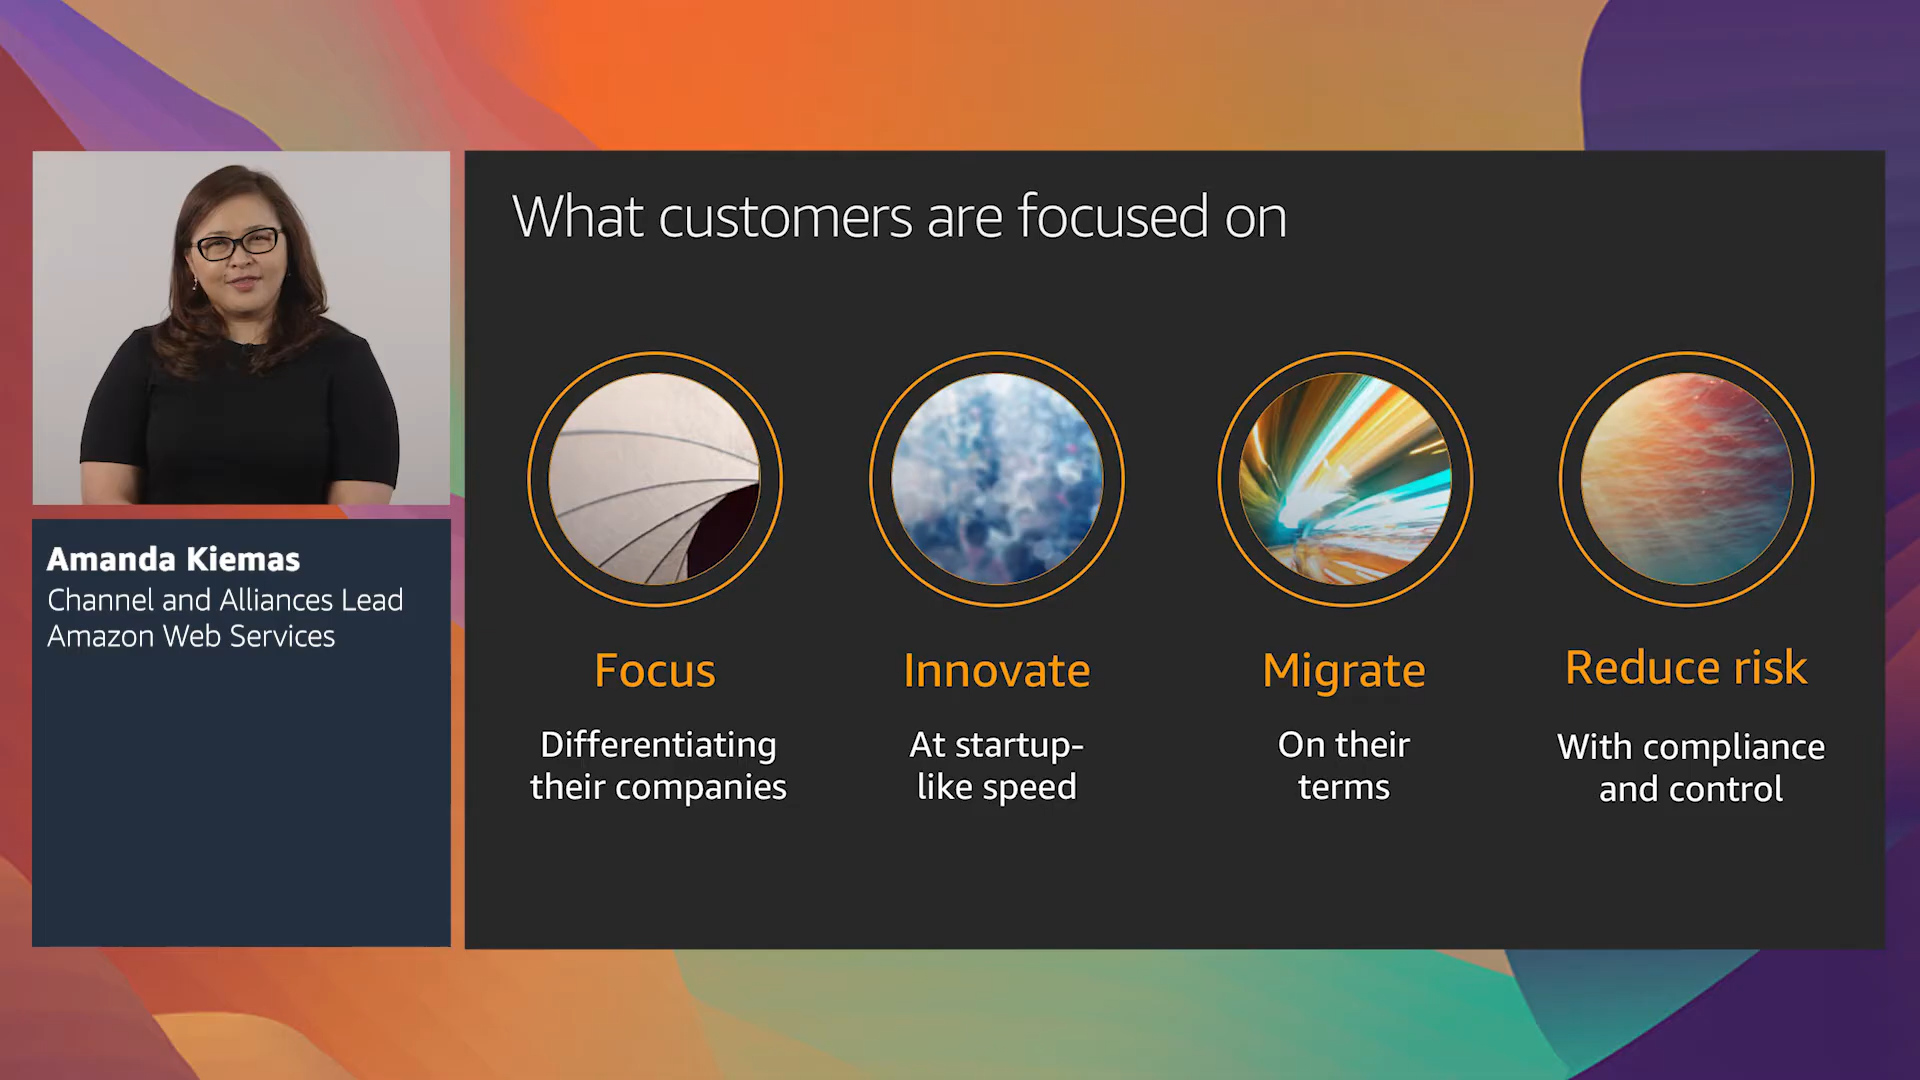 What customers are focused on
Amanda Kiemas
Channel and Alliances Lead
Amazon Web Services
Focus
Differentiating
their companies
Innovate
At startup-
like speed
Migrate
On their
terms
Reduce risk
With compliance
and control